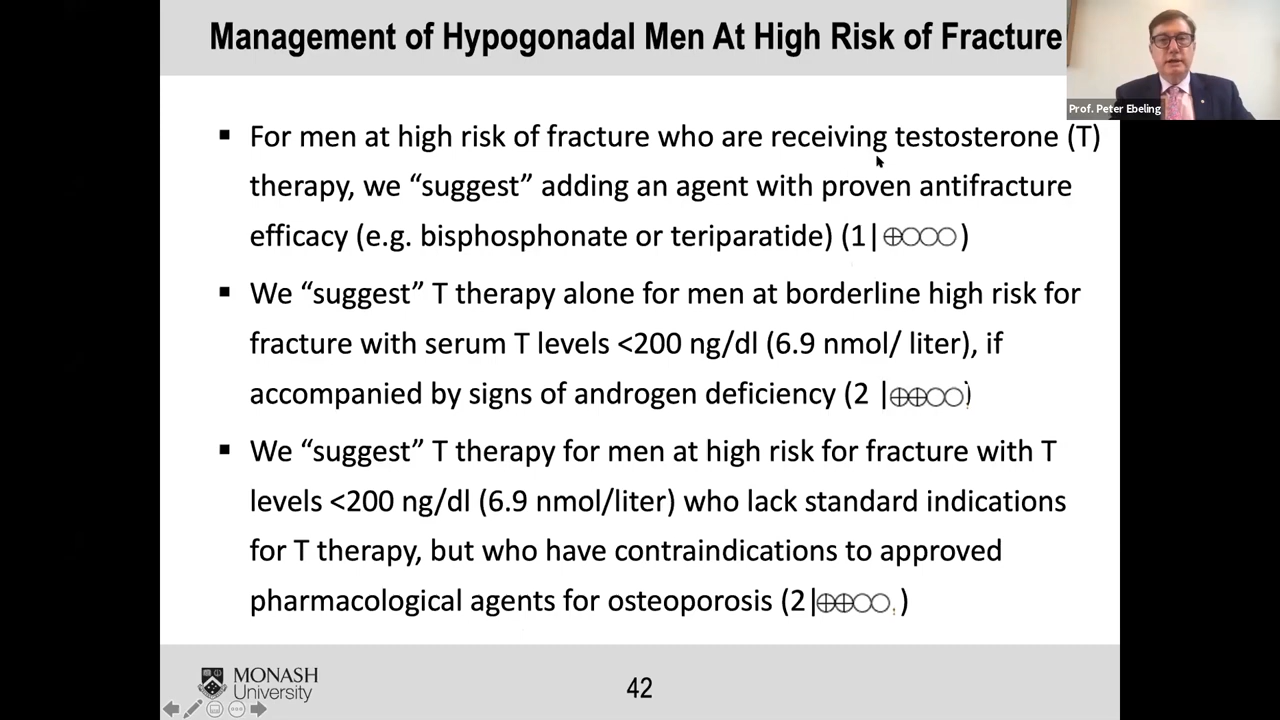 Management of Hypogonadal Men At High Risk of Fracture
Prof. Peter Ebeling
▪ For men at high risk of fracture who are receiving testosterone (T)
therapy, we “suggest” adding an agent with proven antifracture
efficacy (e.g. bisphosphonate or teriparatide) (1|⊕○○○)
▪ We “suggest” T therapy alone for men at borderline high risk for
fracture with serum T levels <200 ng/dl (6.9 nmol/ liter), if
accompanied by signs of androgen deficiency (2 |⊕⊕○○)
▪ We “suggest” T therapy for men at high risk for fracture with T
levels <200 ng/dl (6.9 nmol/liter) who lack standard indications
for T therapy, but who have contraindications to approved
pharmacological agents for osteoporosis (2|⊕⊕○○.)
MONASH
University
42